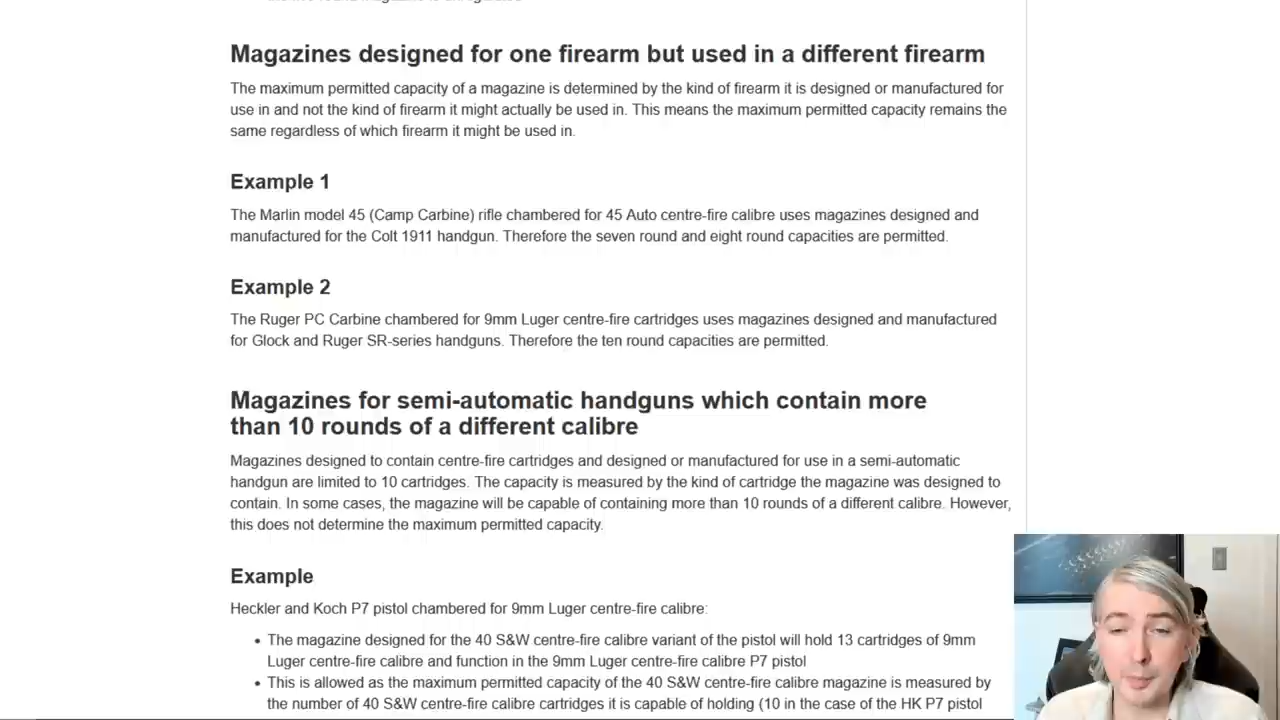 Magazines designed for one firearm but used in a different firearm
The maximum permitted capacity of a magazine is determined by the kind of firearm it is designed or manufactured for
use in and not the kind of firearm it might actually be used in. This means the maximum permitted capacity remains the
same regardless of which firearm it might be used in.
Example 1
The Marlin model 45 (Camp Carbine) rifle chambered for 45 Auto centre-fire calibre uses magazines designed and
manufactured for the Colt 1911 handgun. Therefore the seven round and eight round capacities are permitted.
Example 2
The Ruger PC Carbine chambered for 9mm Luger centre-fire cartridges uses magazines designed and manufactured
for Glock and Ruger SR-series handguns. Therefore the ten round capacities are permitted.
Magazines for semi-automatic handguns which contain more
than 10 rounds of a different calibre
Magazines designed to contain centre-fire cartridges and designed or manufactured for use in a semi-automatic
handgun are limited to 10 cartridges. The capacity is measured by the kind of cartridge the magazine was designed to
contain. In some cases, the magazine will be capable of containing more than 10 rounds of a different calibre. However,
this does not determine the maximum permitted capacity.
Example
Heckler and Koch P7 pistol chambered for 9mm Luger centre-fire calibre:
• The magazine designed for the 40 S&W centre-fire calibre variant of the pistol will hold 13 cartridges of 9mm
Luger centre-fire calibre and function in the 9mm Luger centre-fire calibre P7 pistol
• This is allowed as the maximum permitted capacity of the 40 S&W centre-fire calibre magazine is measured by
the number of 40 S&W centre-fire calibre cartridges it is capable of holding (10 in the case of the HK P7 pistol